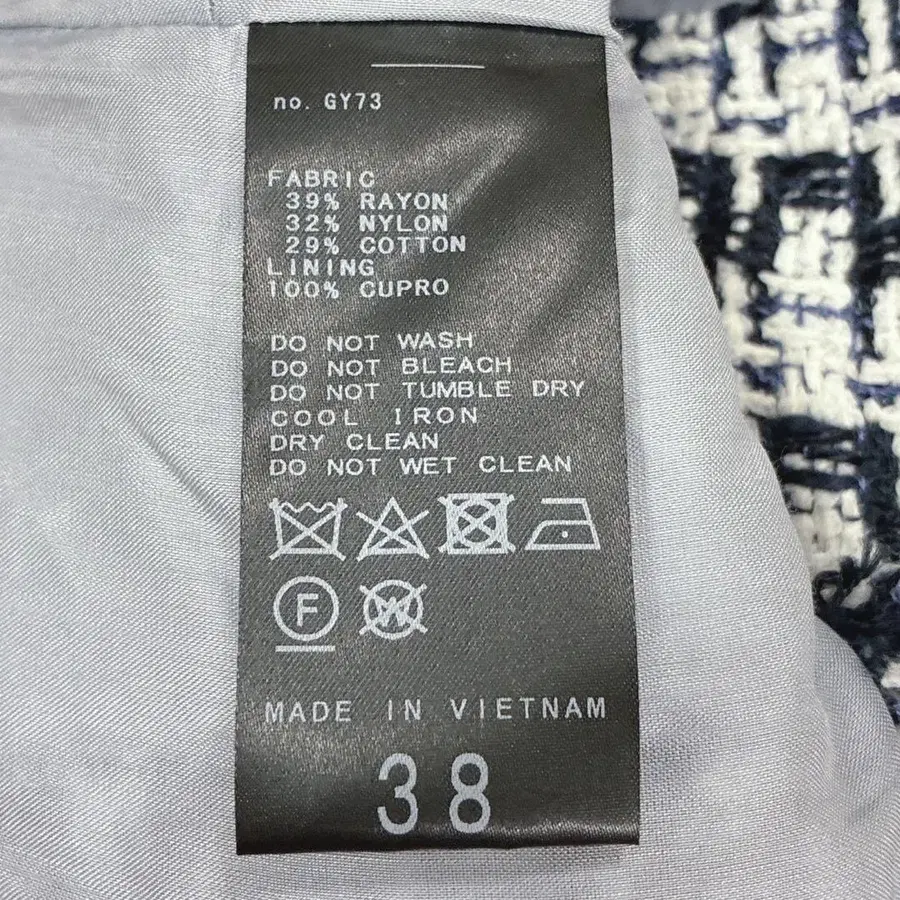 no. GY73
FABRIC
39% RAYON
32% NYLON
29% COTTON
LINING
100% CUPRO
DO NOT WASH
DO NOT BLEACH
DO NOT TUMBLE DRY
COOL IRON
DRY CLEAN
DO NOT WET CLEAN
F W
MADE IN VIETNAM
38